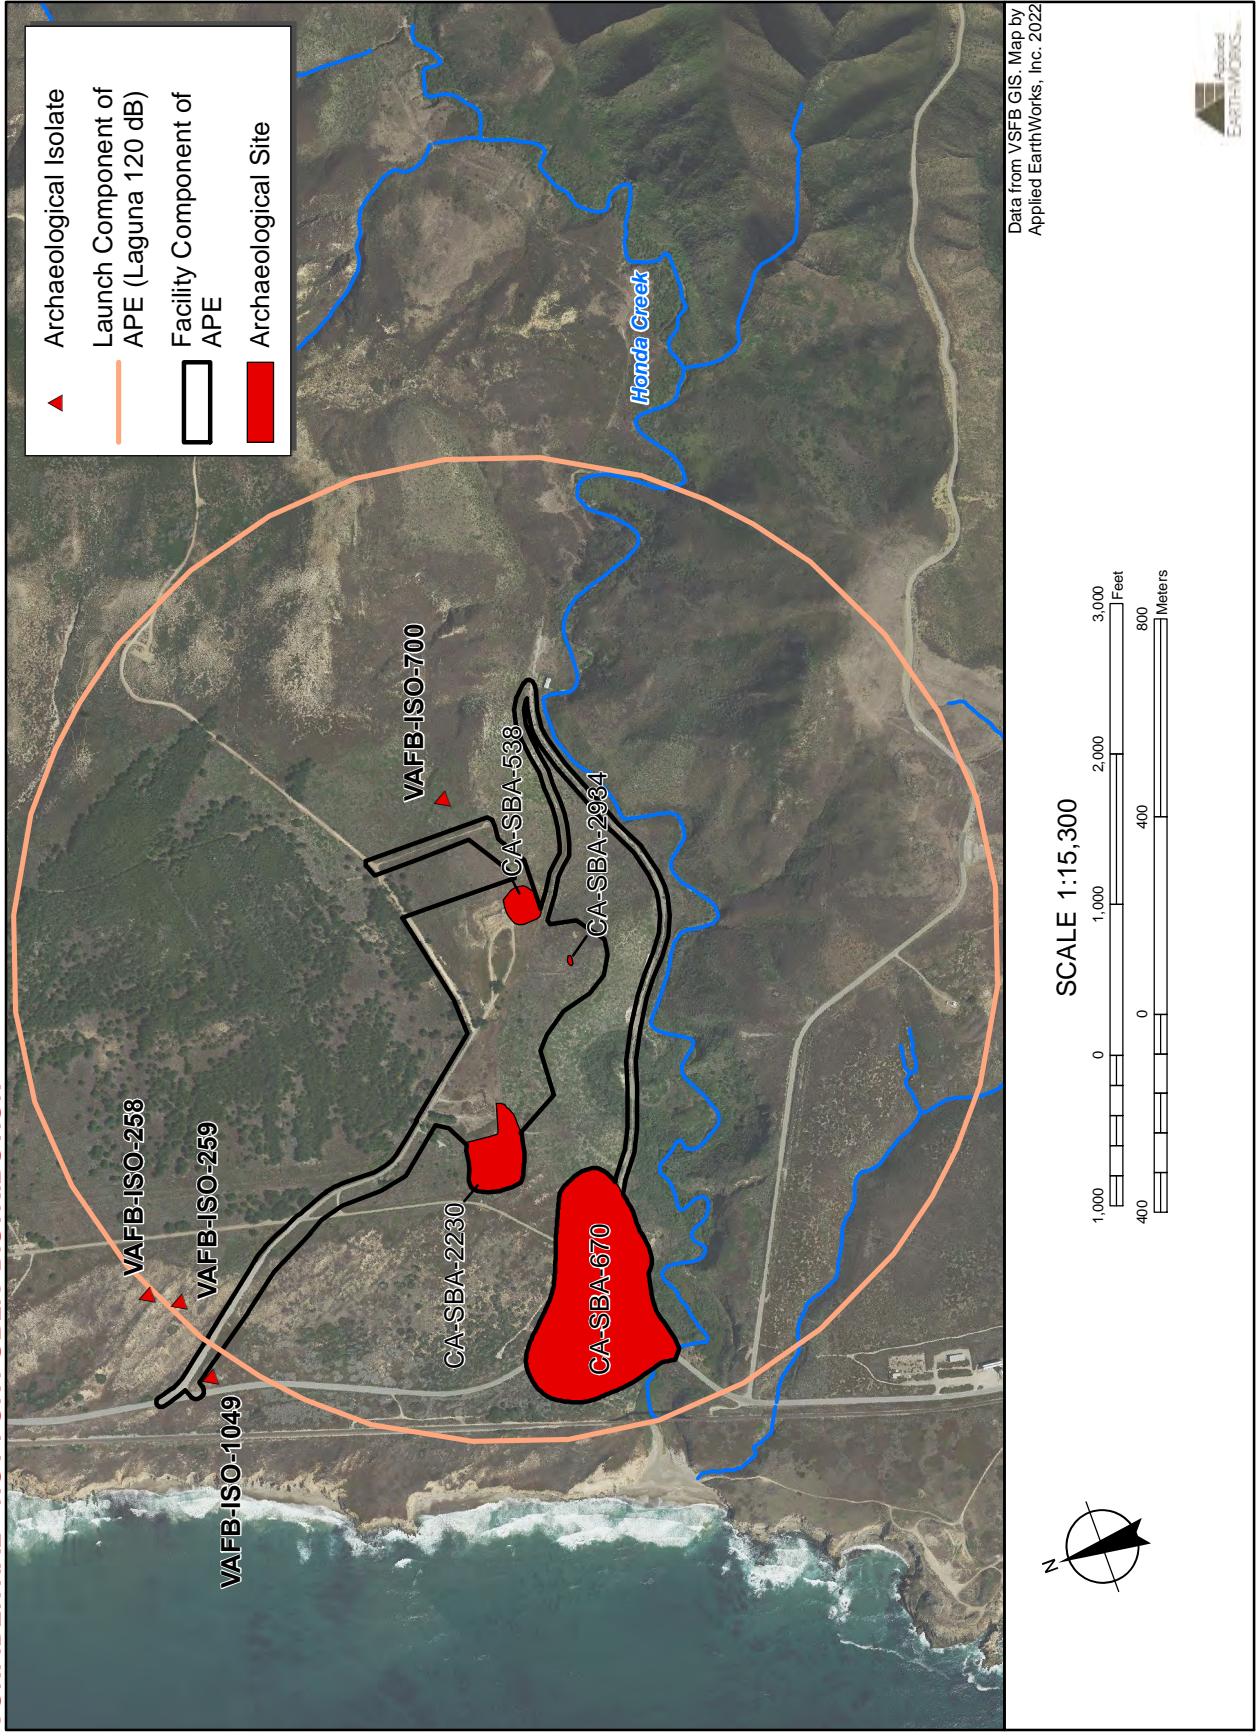 Archaeological Isolate
Launch Component of
APE (Laguna 120 dB)
Facility Component of
APE
Archaeological Site
VAFB-ISO-258
VAFB-ISO-259
VAFB-ISO-1049
VAFB-ISO-700
CA-SBA-538
CA-SBA-2934
CA-SBA-2230
CA-SBA-670
Honda Creek
Data from VSFB GIS. Map by
Applied EarthWorks, Inc. 2022
Applied
EARTHWORKS
SCALE 1:15,300
1,000 0 1,000 2,000 3,000
Feet
400 0 400 800
Meters
N